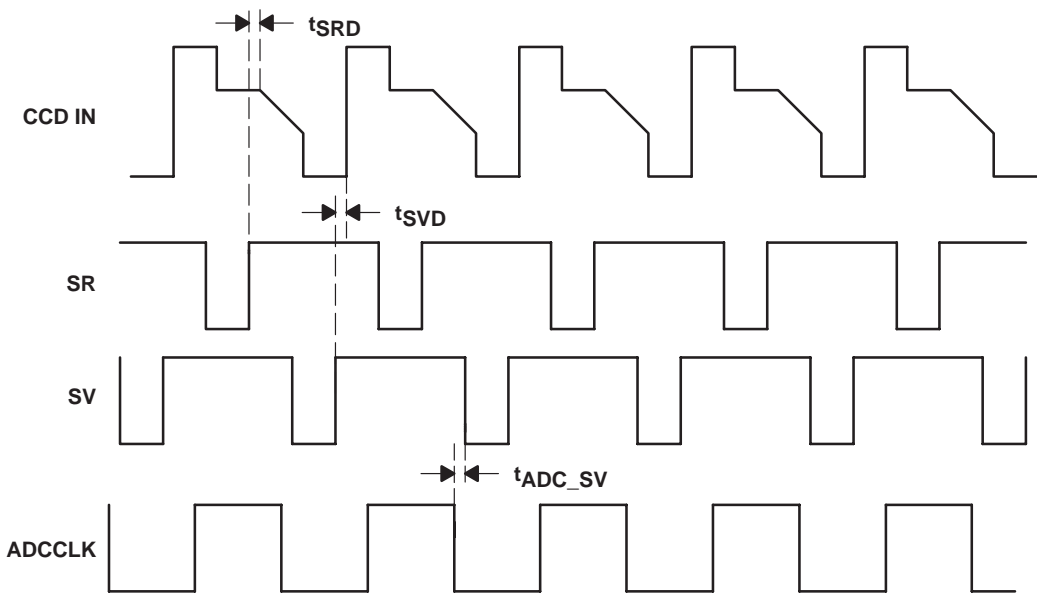 tSRD
CCD IN
tSVD
SR
SV
tADC_SV
ADCCLK